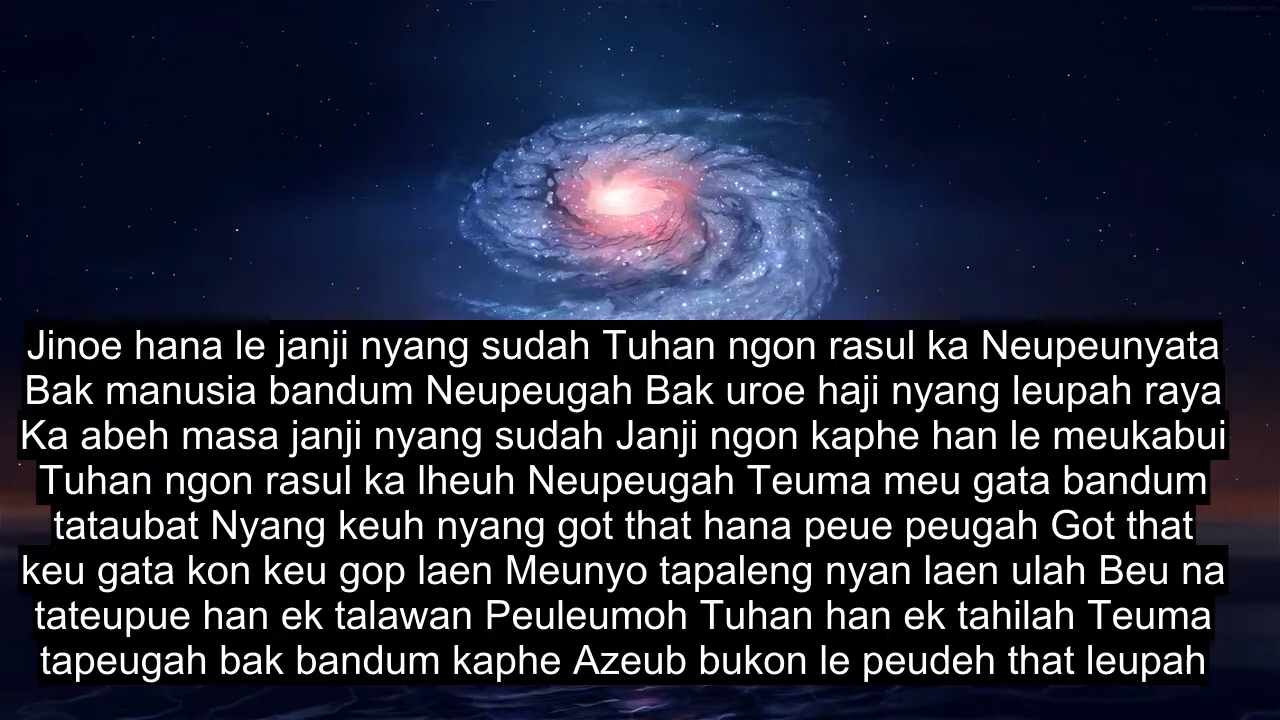 Jinoe hana le janji nyang sudah Tuhan ngon rasul ka Neupeunyata
Bak manusia bandum Neupeugah Bak uroe haji nyang leupah raya
Ka abeh masa janji nyang sudah Janji ngon kaphe han le meukabui
Tuhan ngon rasul ka lheuh Neupeugah Teuma meu gata bandum
tataubat Nyang keuh nyang got that hana peue peugah Got that
keu gata kon keu gop laen Meunyo tapaleng nyan laen ulah Beu na
tateupue han ek talawan Peuleumoh Tuhan han ek tahilah Teuma
tapeugah bak bandum kaphe Azeub bukon le peudeh that leupah